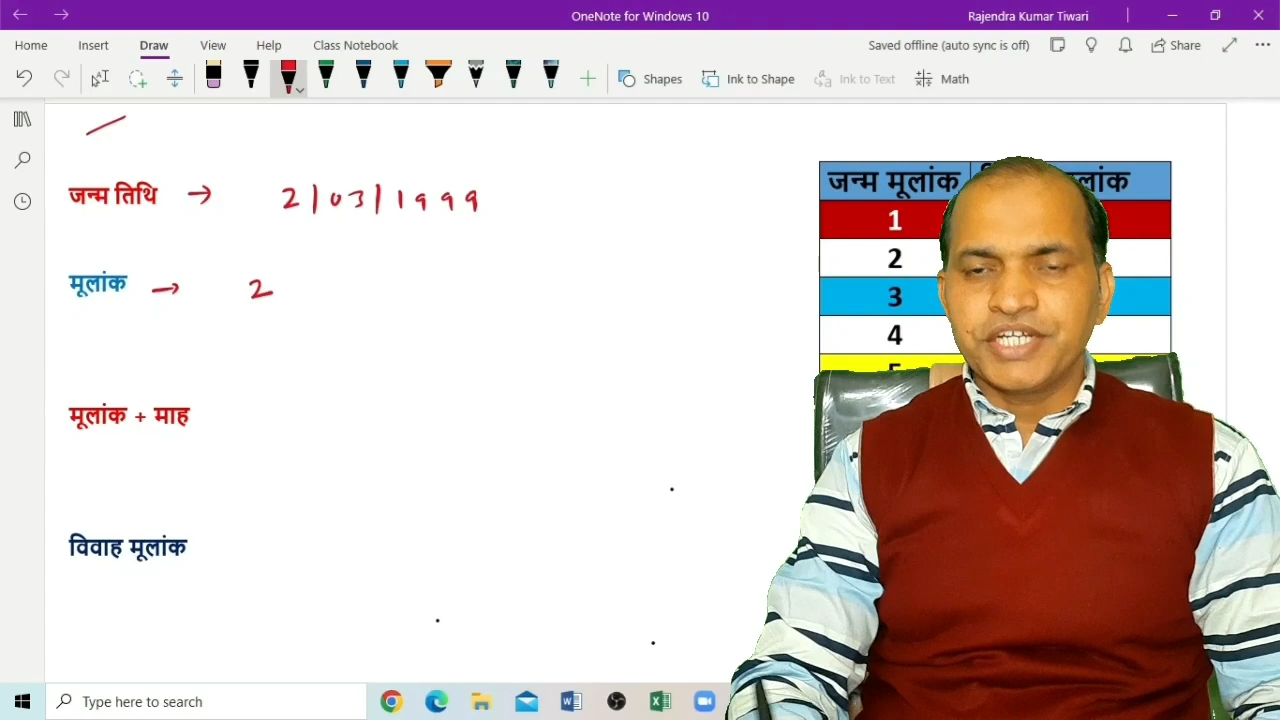 OneNote for Windows 10
Rajendra Kumar Tiwari
Home Insert Draw View Help Class Notebook
Saved offline (auto sync is off) Share
Shapes Ink to Shape Ink to Text Math
जन्म तिथि → 2/03/1999
मूलांक → 2
मूलांक + माह
विवाह मूलांक
जन्म मूलांक
1
2
3
4
5
Type here to search